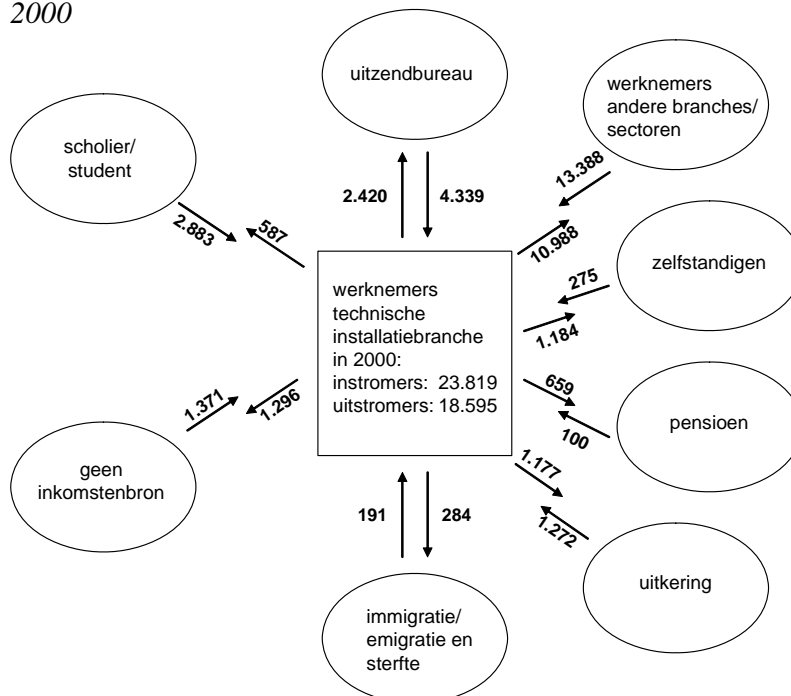 2000
uitzendbureau
werknemers
andere branches/
sectoren
scholier/
student
13.388
2.420
4.339
587
2.883
10.988
zelfstandigen
275
werknemers
technische
installatiebranche
in 2000:
instromers: 23.819
uitstromers: 18.595
1.184
659
1.371
1.296
100
pensioen
geen
inkomstenbron
1.177
191
284
1.272
uitkering
immigratie/
emigratie en
sterfte